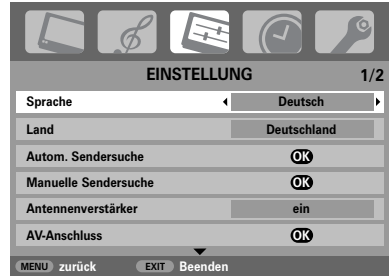 EINSTELLUNG 1/2
Sprache Deutsch
Land Deutschland
Autom. Sendersuche OK
Manuelle Sendersuche OK
Antennenverstärker ein
AV-Anschluss OK
MENU zurück EXIT Beenden